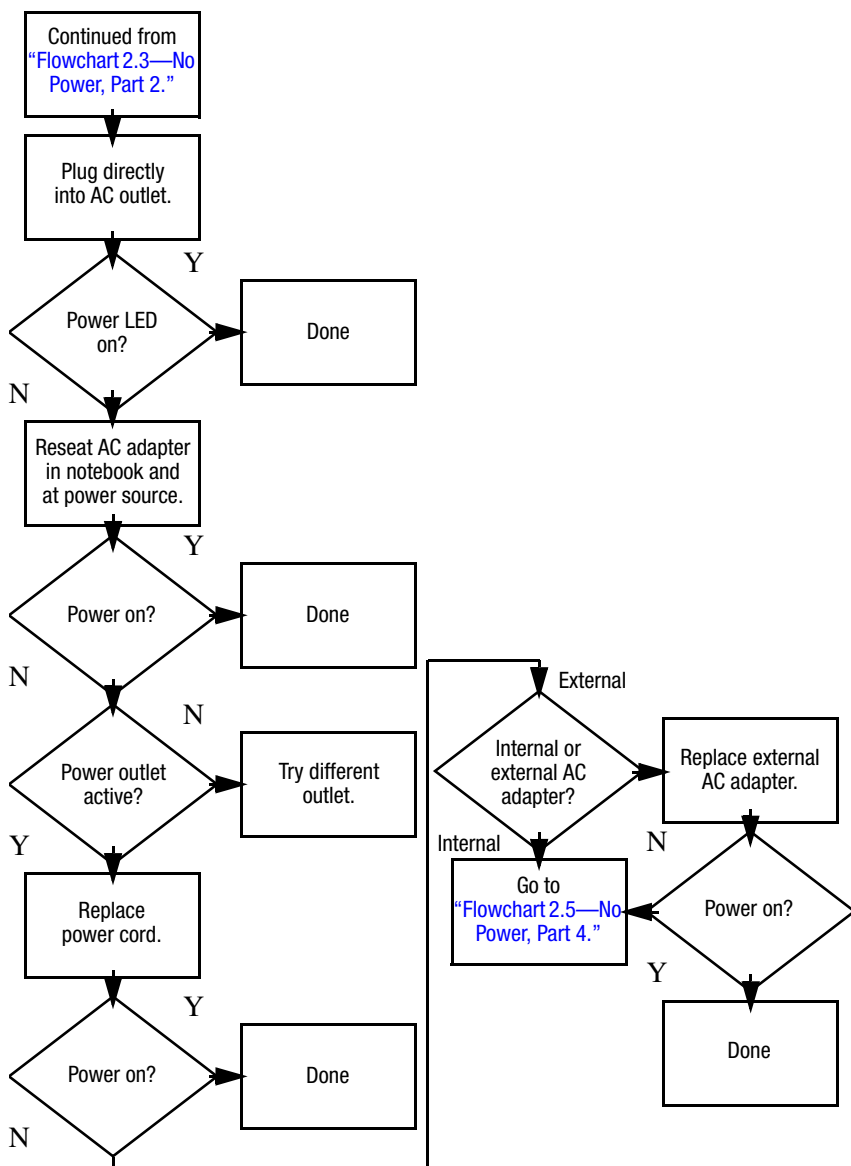 Continued from
“Flowchart 2.3—No
Power, Part 2.”
Plug directly
into AC outlet.
Y
Power LED
on?
Done
N
Reseat AC adapter
in notebook and
at power source.
Y
Power on?
Done
N
N
Power outlet
active?
Try different
outlet.
Y
Replace
power cord.
Y
Power on?
Done
N
External
Internal or
external AC
adapter?
Replace external
AC adapter.
Internal
N
Go to
“Flowchart 2.5—No
Power, Part 4.”
Power on?
Y
Done